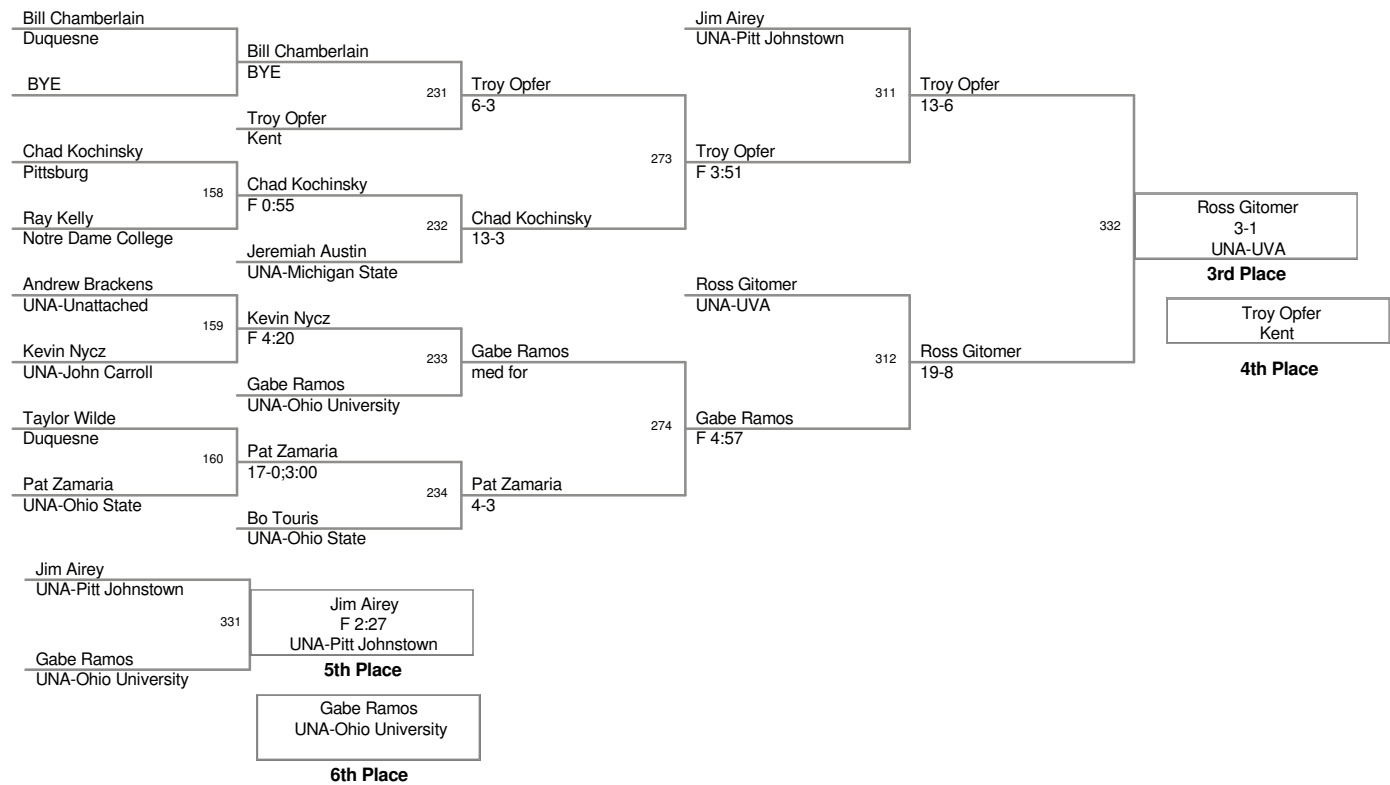 Bill Chamberlain
Duquesne
BYE
Chad Kochinsky
Pittsburg
158
Ray Kelly
Notre Dame College
Andrew Brackens
UNA-Unattached
159
Kevin Nycz
UNA-John Carroll
Taylor Wilde
Duquesne
160
Pat Zamaria
UNA-Ohio State
Bill Chamberlain
BYE
231
Troy Opfer
Kent
Chad Kochinsky
F 0:55
232
Jeremiah Austin
UNA-Michigan State
Kevin Nycz
F 4:20
233
Gabe Ramos
UNA-Ohio University
Pat Zamaria
17-0;3:00
234
Bo Touris
UNA-Ohio State
Troy Opfer
6-3
273
Chad Kochinsky
13-3
Gabe Ramos
med for
274
Pat Zamaria
4-3
Jim Airey
UNA-Pitt Johnstown
311
Troy Opfer
F 3:51
Ross Gitomer
UNA-UVA
312
Gabe Ramos
F 4:57
Troy Opfer
13-6
332
Ross Gitomer
19-8
Ross Gitomer
3-1
UNA-UVA
3rd Place
Troy Opfer
Kent
4th Place
Jim Airey
UNA-Pitt Johnstown
331
Gabe Ramos
UNA-Ohio University
Jim Airey
F 2:27
UNA-Pitt Johnstown
5th Place
Gabe Ramos
UNA-Ohio University
6th Place